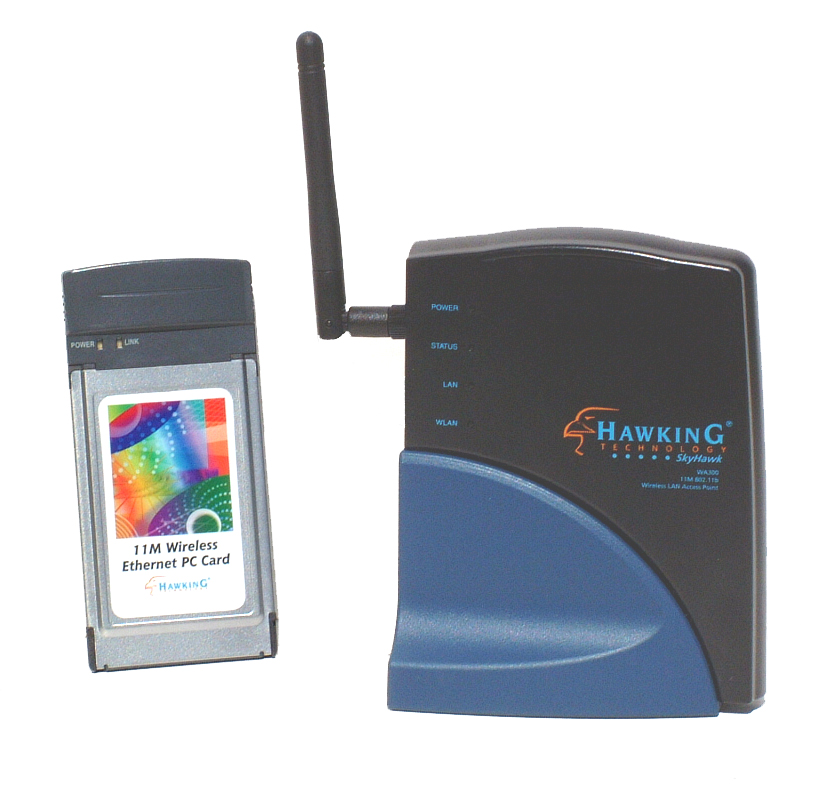 POWER LINK
11M Wireless
Ethernet PC Card
HAWKING
POWER
STATUS
LAN
WLAN
HAWKING®
TECHNOLOGY
SkyHawk
WA300
11M 802.11b
Wireless LAN Access Point